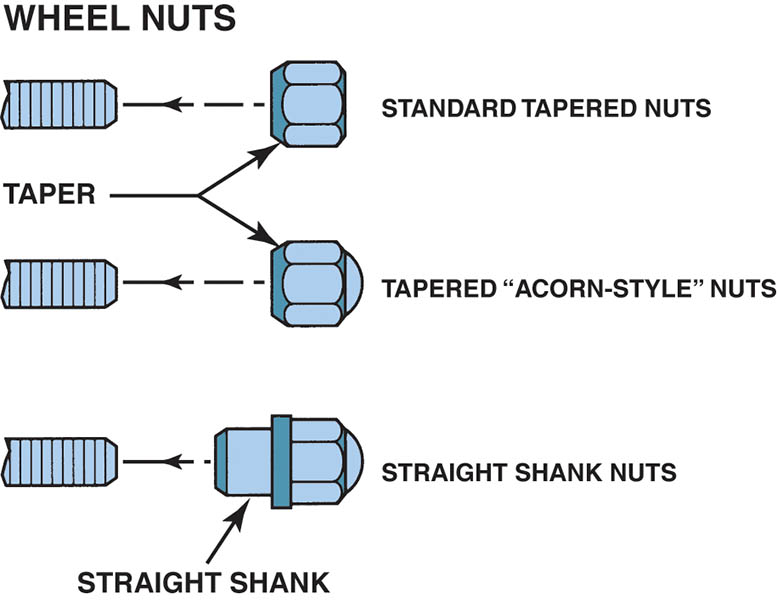 WHEEL NUTS
STANDARD TAPERED NUTS
TAPER
TAPERED “ACORN-STYLE” NUTS
STRAIGHT SHANK NUTS
STRAIGHT SHANK